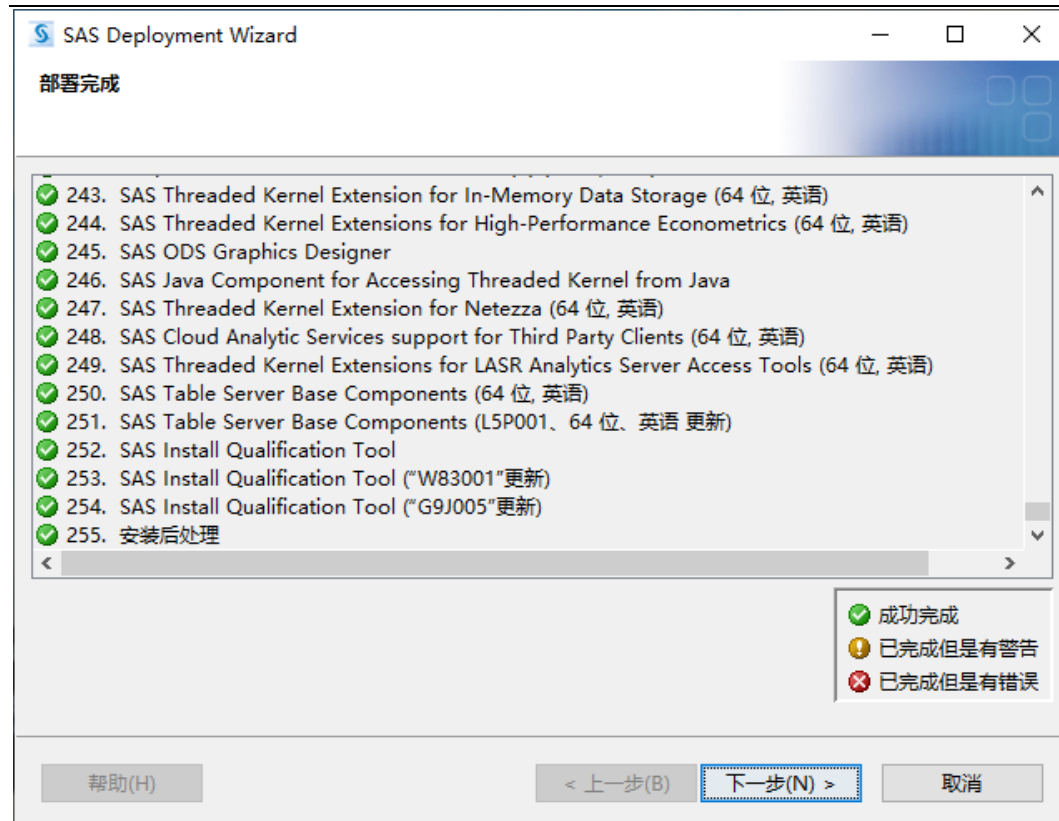 SAS Deployment Wizard
部署完成
243. SAS Threaded Kernel Extension for In-Memory Data Storage (64 位, 英语)
244. SAS Threaded Kernel Extensions for High-Performance Econometrics (64 位, 英语)
245. SAS ODS Graphics Designer
246. SAS Java Component for Accessing Threaded Kernel from Java
247. SAS Threaded Kernel Extension for Netezza (64 位, 英语)
248. SAS Cloud Analytic Services support for Third Party Clients (64 位, 英语)
249. SAS Threaded Kernel Extensions for LASR Analytics Server Access Tools (64 位, 英语)
250. SAS Table Server Base Components (64 位, 英语)
251. SAS Table Server Base Components (L5P001、64 位、英语 更新)
252. SAS Install Qualification Tool
253. SAS Install Qualification Tool (“W83001”更新)
254. SAS Install Qualification Tool (“G9J005”更新)
255. 安装后处理
成功完成
已完成但是有警告
已完成但是有错误
帮助(H)
< 上一步(B)
下一步(N) >
取消